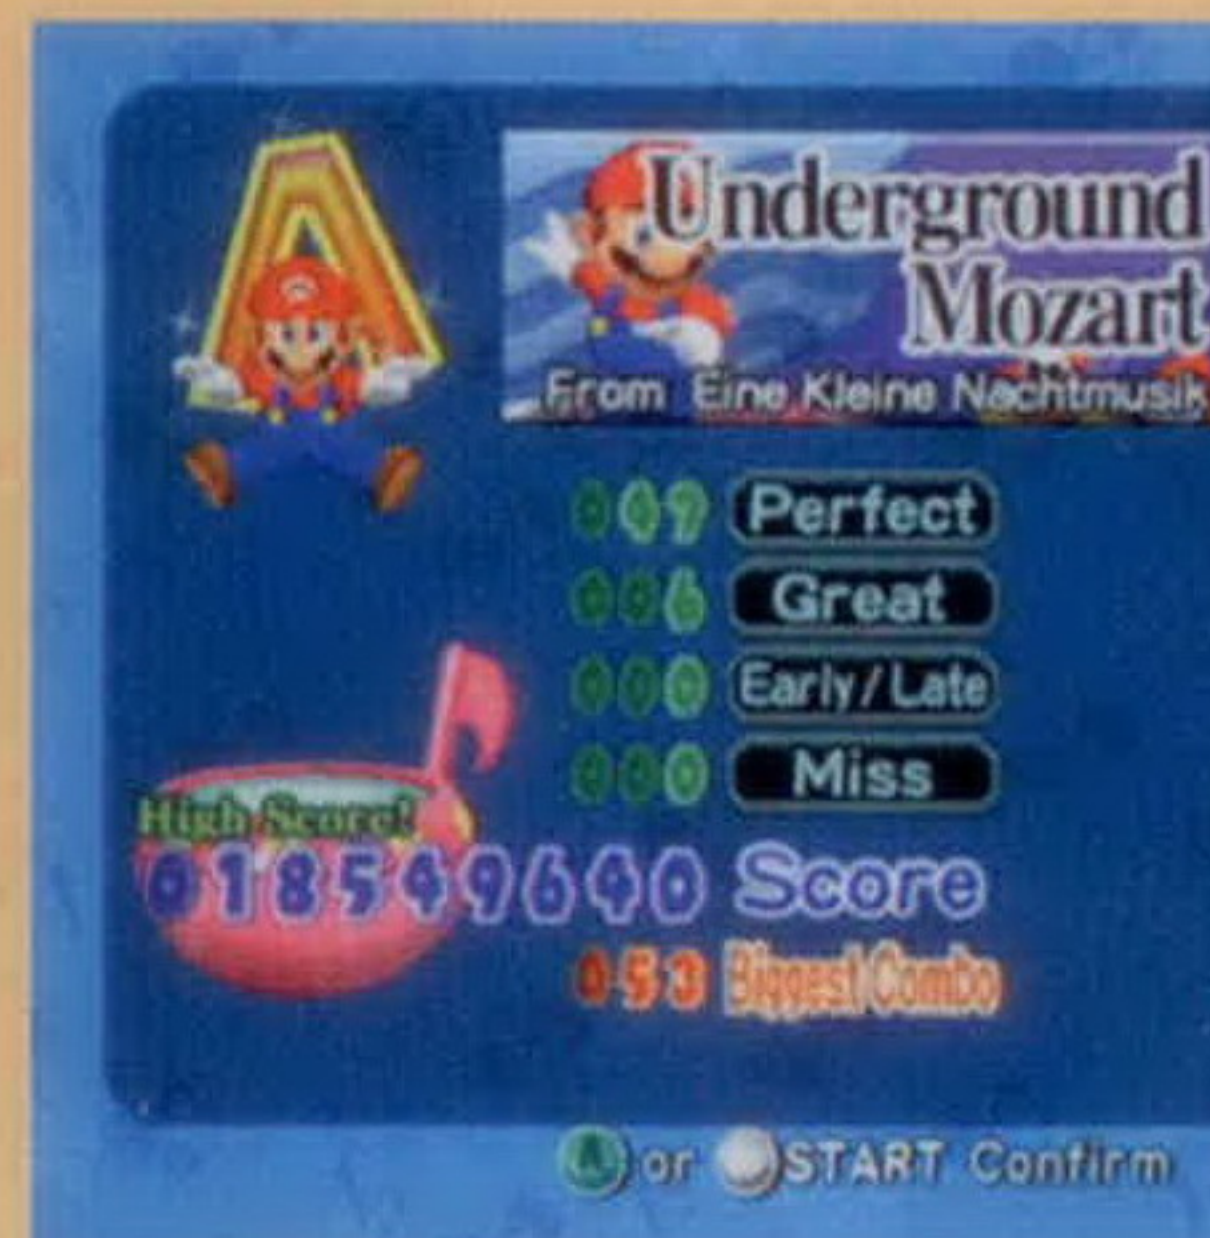 A
Underground
Mozart
From Eine Kleine Nachtmusik
Perfect
006 Great
000 Early/Late
000 Miss
High Score!
018549640 Score
053 Biggest Combo
A or START Confirm